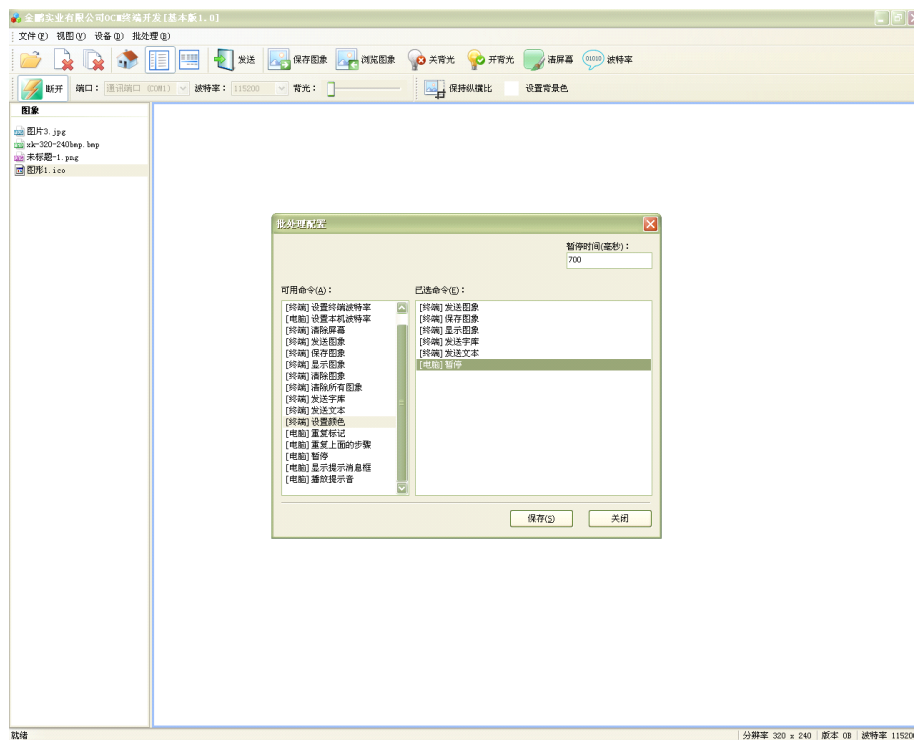 全鹏实业有限公司OCM终端开发[基本版1.0]
文件(F) 视图(V) 设备(D) 批处理(B)
发送 保存图象 浏览图象 关背光 开背光 清屏幕 01010 波特率
断开 端口： 通讯端口 (COM1) 波特率： 115200 背光： 保持纵横比 设置背景色
图象
图片3.jpg
xk-320-240bmp.bmp
未标题-1.png
图形1.ico
批处理配置
暂停时间(毫秒)：
700
可用命令(A)：
[终端]设置终端波特率
[电脑]设置本机波特率
[终端]清除屏幕
[终端]发送图象
[终端]保存图象
[终端]显示图象
[终端]清除图象
[终端]清除所有图象
[终端]发送字库
[终端]发送文本
[终端]设置颜色
[电脑]重复标记
[电脑]重复上面的步骤
[电脑]暂停
[电脑]显示提示消息框
[电脑]播放提示音
已选命令(E)：
[终端]发送图象
[终端]保存图象
[终端]显示图象
[终端]发送字库
[终端]发送文本
[电脑]暂停
保存(S) 关闭
就绪 分辨率 320 x 240 版本 0B 波特率 11520